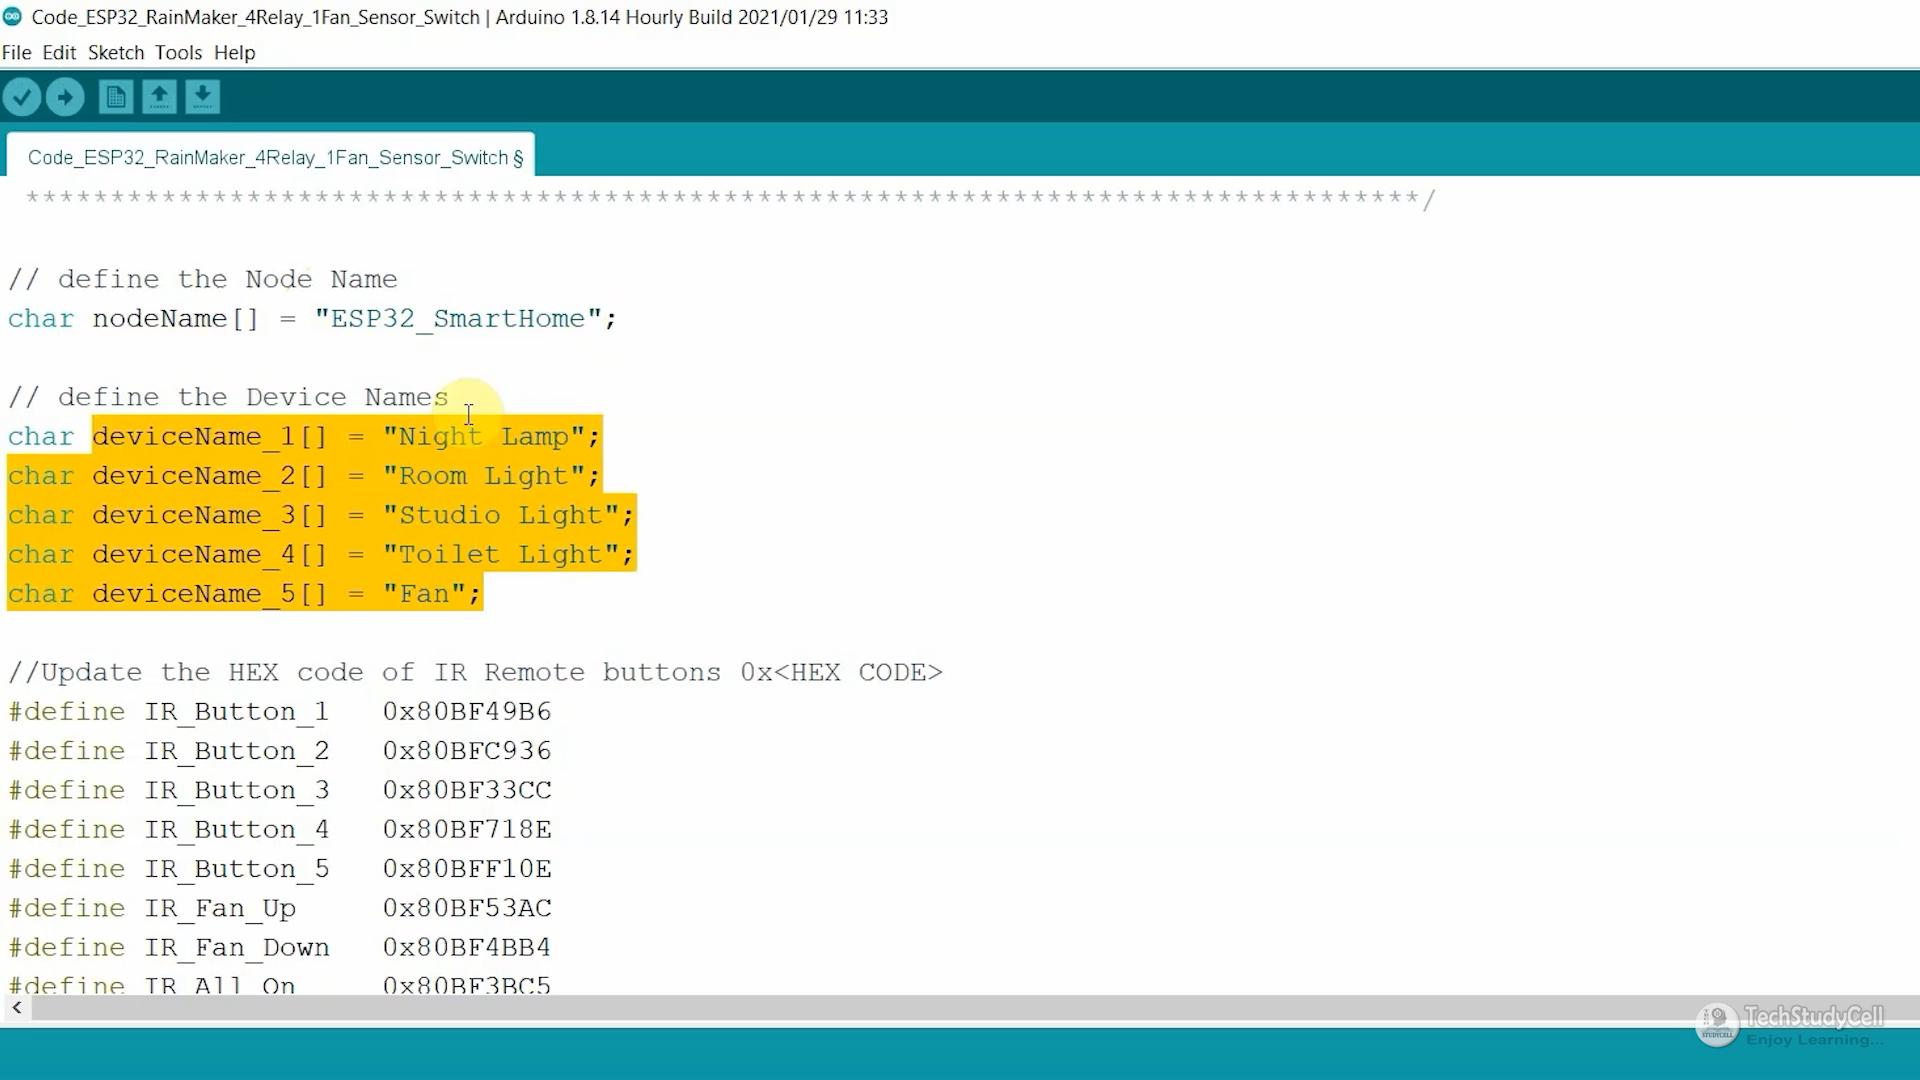 Code_ESP32_RainMaker_4Relay_1Fan_Sensor_Switch | Arduino 1.8.14 Hourly Build 2021/01/29 11:33
File Edit Sketch Tools Help
Code_ESP32_RainMaker_4Relay_1Fan_Sensor_Switch §
**********************************************************************************/
// define the Node Name
char nodeName[] = "ESP32_SmartHome";
// define the Device Names
char deviceName_1[] = "Night Lamp";
char deviceName_2[] = "Room Light";
char deviceName_3[] = "Studio Light";
char deviceName_4[] = "Toilet Light";
char deviceName_5[] = "Fan";
//Update the HEX code of IR Remote buttons 0x<HEX CODE>
#define IR_Button_1 0x80BF49B6
#define IR_Button_2 0x80BFC936
#define IR_Button_3 0x80BF33CC
#define IR_Button_4 0x80BF718E
#define IR_Button_5 0x80BFF10E
#define IR_Fan_Up 0x80BF53AC
#define IR_Fan_Down 0x80BF4BB4
#define IR_All_On 0x80BF3BC5
TechStudyCell
Enjoy Learning...